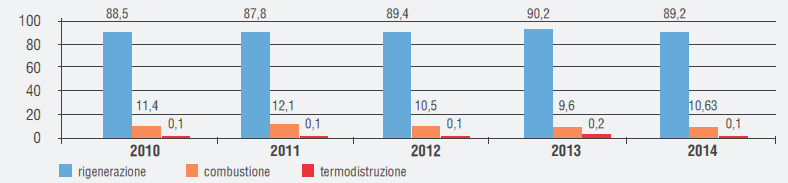 88,5 87,8 89,4 90,2 89,2
100
80
60
40
20
0
11,4 0,1 12,1 0,1 10,5 0,1 9,6 0,2 10,63 0,1
2010 2011 2012 2013 2014
rigenerazione combustione termodistruzione